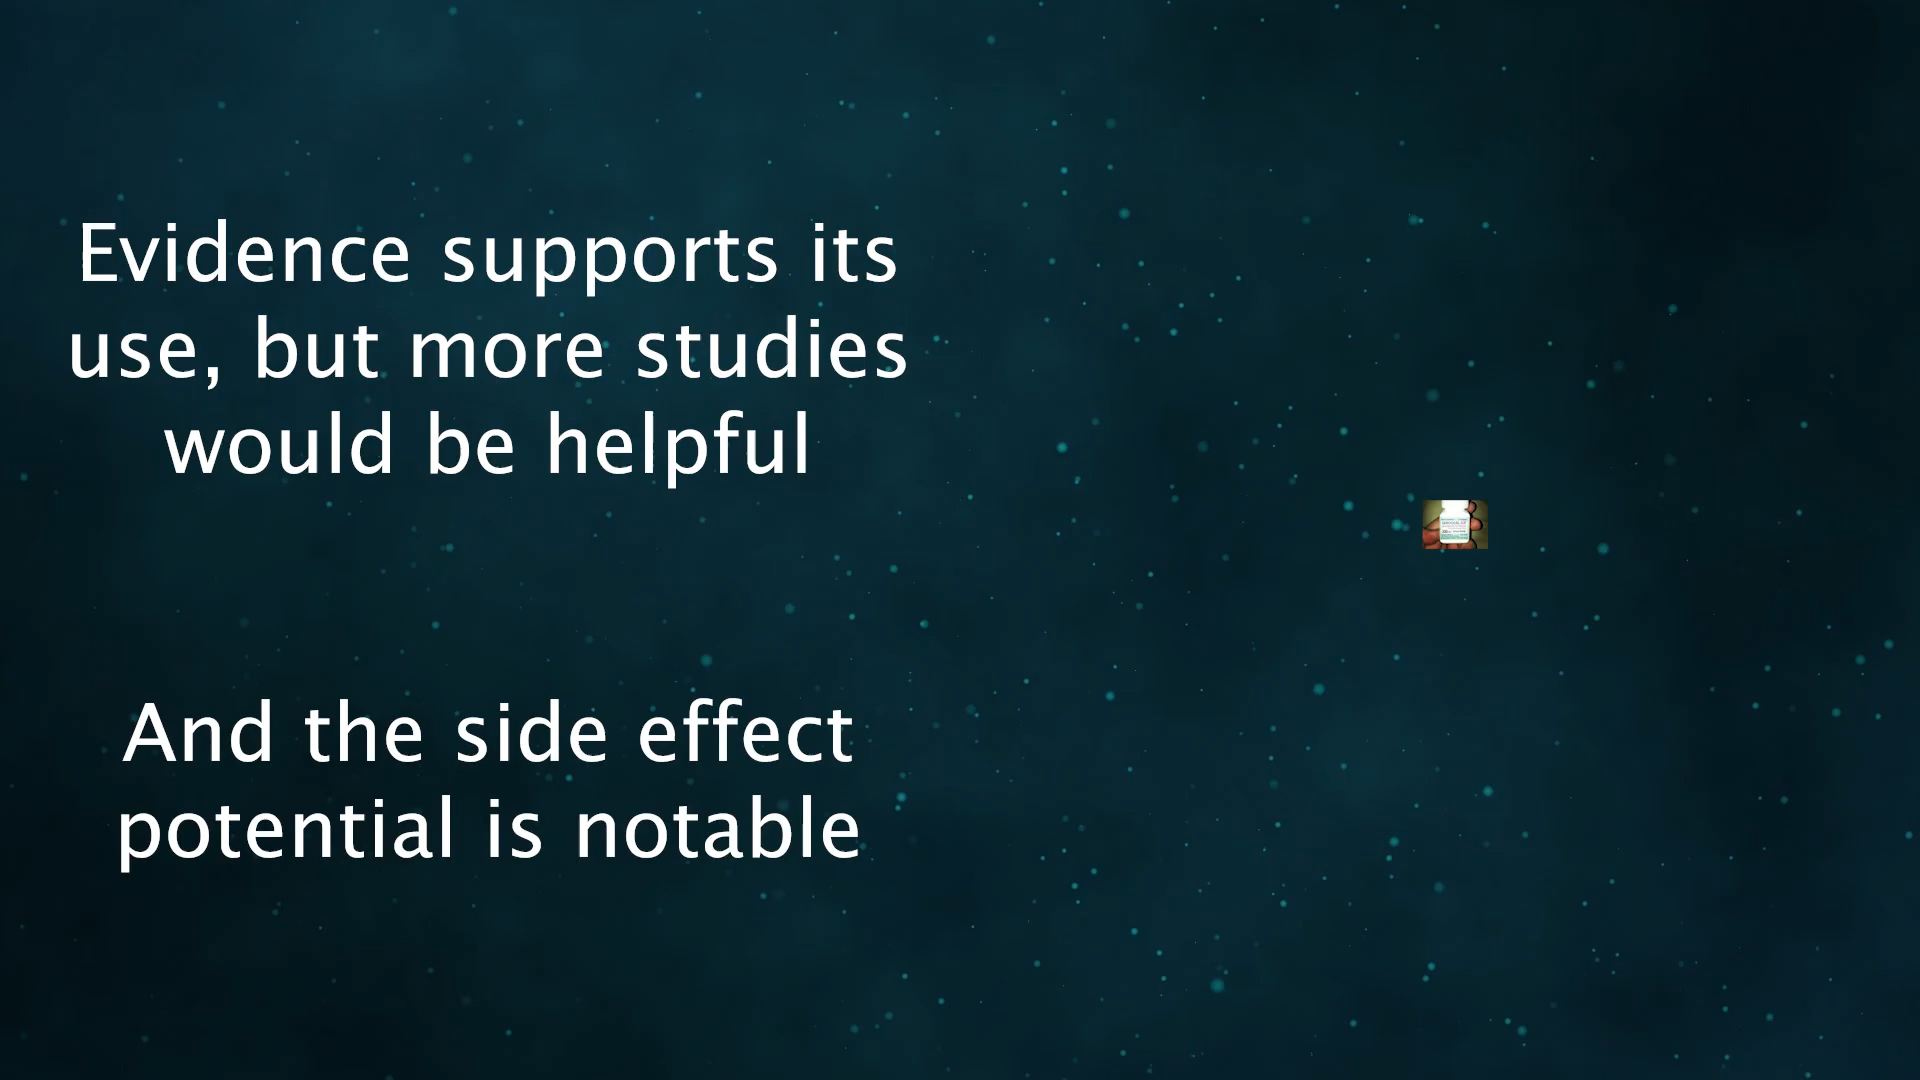 Evidence supports its
use, but more studies
would be helpful
And the side effect
potential is notable